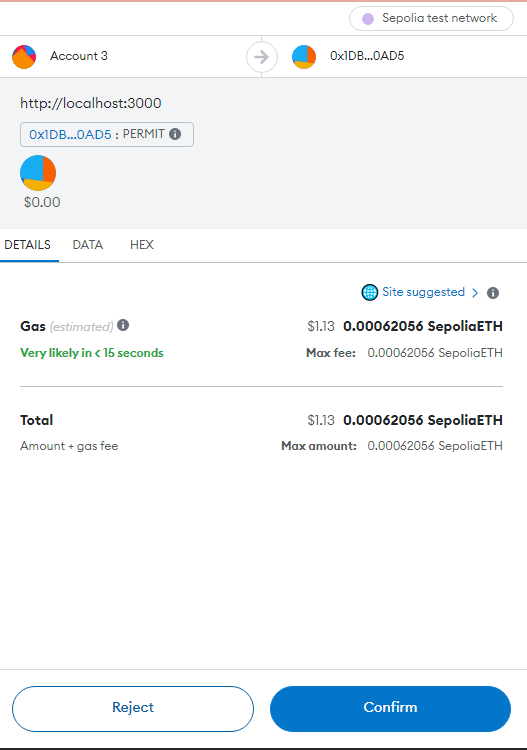 Sepolia test network
Account 3
0x1DB...0AD5
http://localhost:3000
0x1DB...0AD5 : PERMIT
$0.00
DETAILS DATA HEX
Site suggested >
Gas (estimated) $1.13 0.00062056 SepoliaETH
Very likely in < 15 seconds Max fee: 0.00062056 SepoliaETH
Total $1.13 0.00062056 SepoliaETH
Amount + gas fee Max amount: 0.00062056 SepoliaETH
Reject Confirm